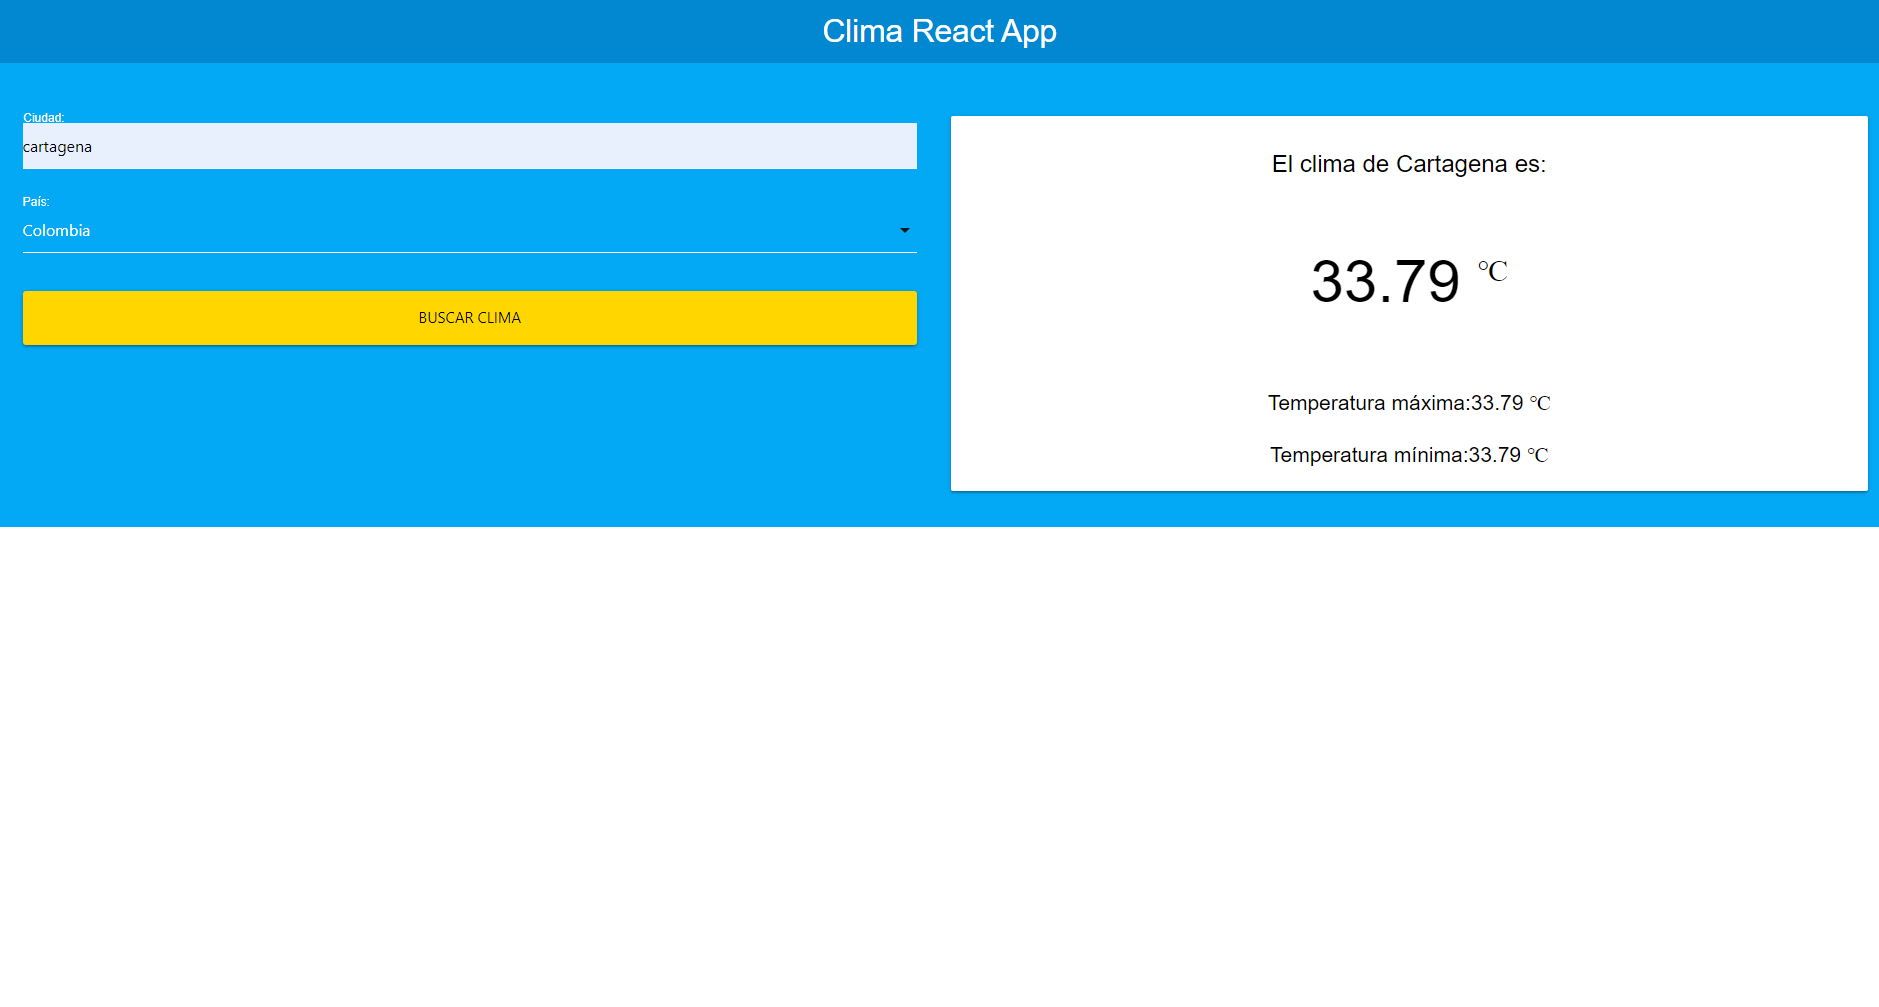 Clima React App
Ciudad:
cartagena
País:
Colombia
BUSCAR CLIMA
El clima de Cartagena es:
33.79 °C
Temperatura máxima:33.79 °C
Temperatura mínima:33.79 °C